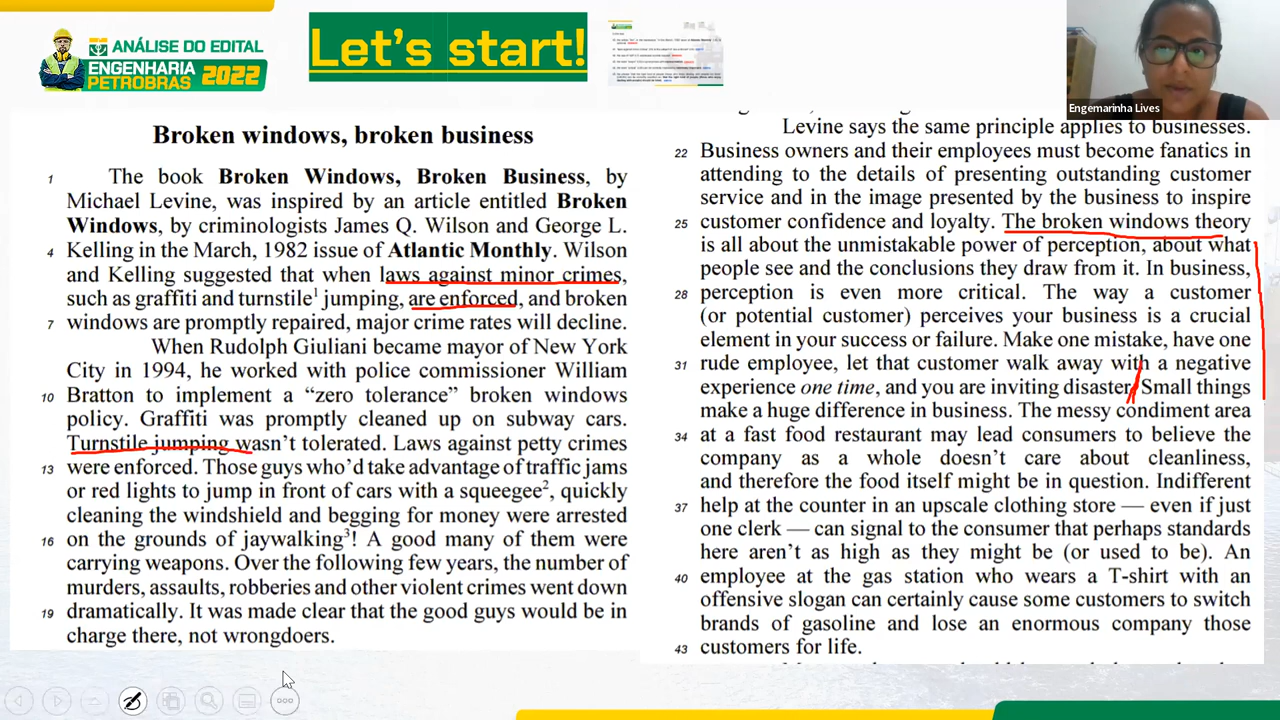 ANÁLISE DO EDITAL
ENGENHARIA
PETROBRAS 2022
Let's start!
Engemarinha Lives
Broken windows, broken business
1 The book Broken Windows, Broken Business, by
Michael Levine, was inspired by an article entitled Broken
Windows, by criminologists James Q. Wilson and George L.
4 Kelling in the March, 1982 issue of Atlantic Monthly. Wilson
and Kelling suggested that when laws against minor crimes,
such as graffiti and turnstile¹ jumping, are enforced, and broken
7 windows are promptly repaired, major crime rates will decline.
When Rudolph Giuliani became mayor of New York
City in 1994, he worked with police commissioner William
10 Bratton to implement a “zero tolerance” broken windows
policy. Graffiti was promptly cleaned up on subway cars.
Turnstile jumping wasn’t tolerated. Laws against petty crimes
13 were enforced. Those guys who’d take advantage of traffic jams
or red lights to jump in front of cars with a squeegee², quickly
cleaning the windshield and begging for money were arrested
16 on the grounds of jaywalking³! A good many of them were
carrying weapons. Over the following few years, the number of
murders, assaults, robberies and other violent crimes went down
19 dramatically. It was made clear that the good guys would be in
charge there, not wrongdoers.
Levine says the same principle applies to businesses.
22 Business owners and their employees must become fanatics in
attending to the details of presenting outstanding customer
service and in the image presented by the business to inspire
25 customer confidence and loyalty. The broken windows theory
is all about the unmistakable power of perception, about what
people see and the conclusions they draw from it. In business,
28 perception is even more critical. The way a customer
(or potential customer) perceives your business is a crucial
element in your success or failure. Make one mistake, have one
31 rude employee, let that customer walk away with a negative
experience one time, and you are inviting disaster. Small things
make a huge difference in business. The messy condiment area
34 at a fast food restaurant may lead consumers to believe the
company as a whole doesn’t care about cleanliness,
and therefore the food itself might be in question. Indifferent
37 help at the counter in an upscale clothing store — even if just
one clerk — can signal to the consumer that perhaps standards
here aren’t as high as they might be (or used to be). An
40 employee at the gas station who wears a T-shirt with an
offensive slogan can certainly cause some customers to switch
brands of gasoline and lose an enormous company those
43 customers for life.